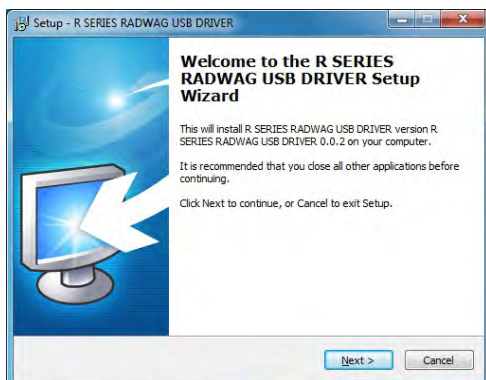 Setup - R SERIES RADWAG USB DRIVER
Welcome to the R SERIES
RADWAG USB DRIVER Setup
Wizard
This will install R SERIES RADWAG USB DRIVER version R
SERIES RADWAG USB DRIVER 0.0.2 on your computer.
It is recommended that you close all other applications before
continuing.
Click Next to continue, or Cancel to exit Setup.
Next >
Cancel